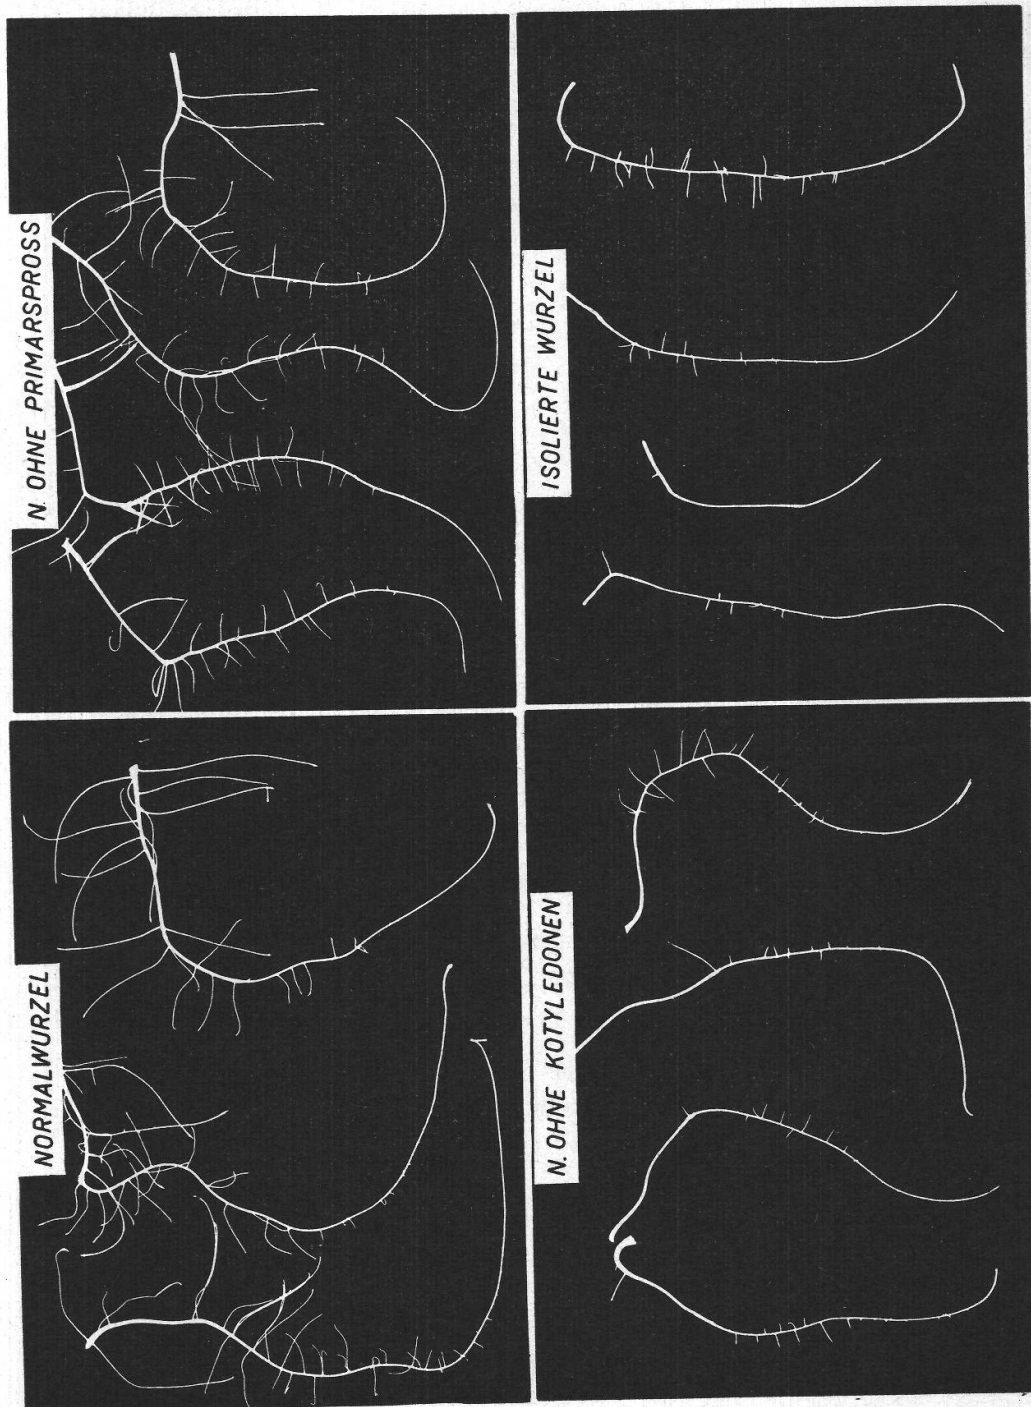 N. OHNE PRIMARSPROSS
ISOLIERTE WURZEL
NORMALWURZEL
N. OHNE KOTYLEDONEN